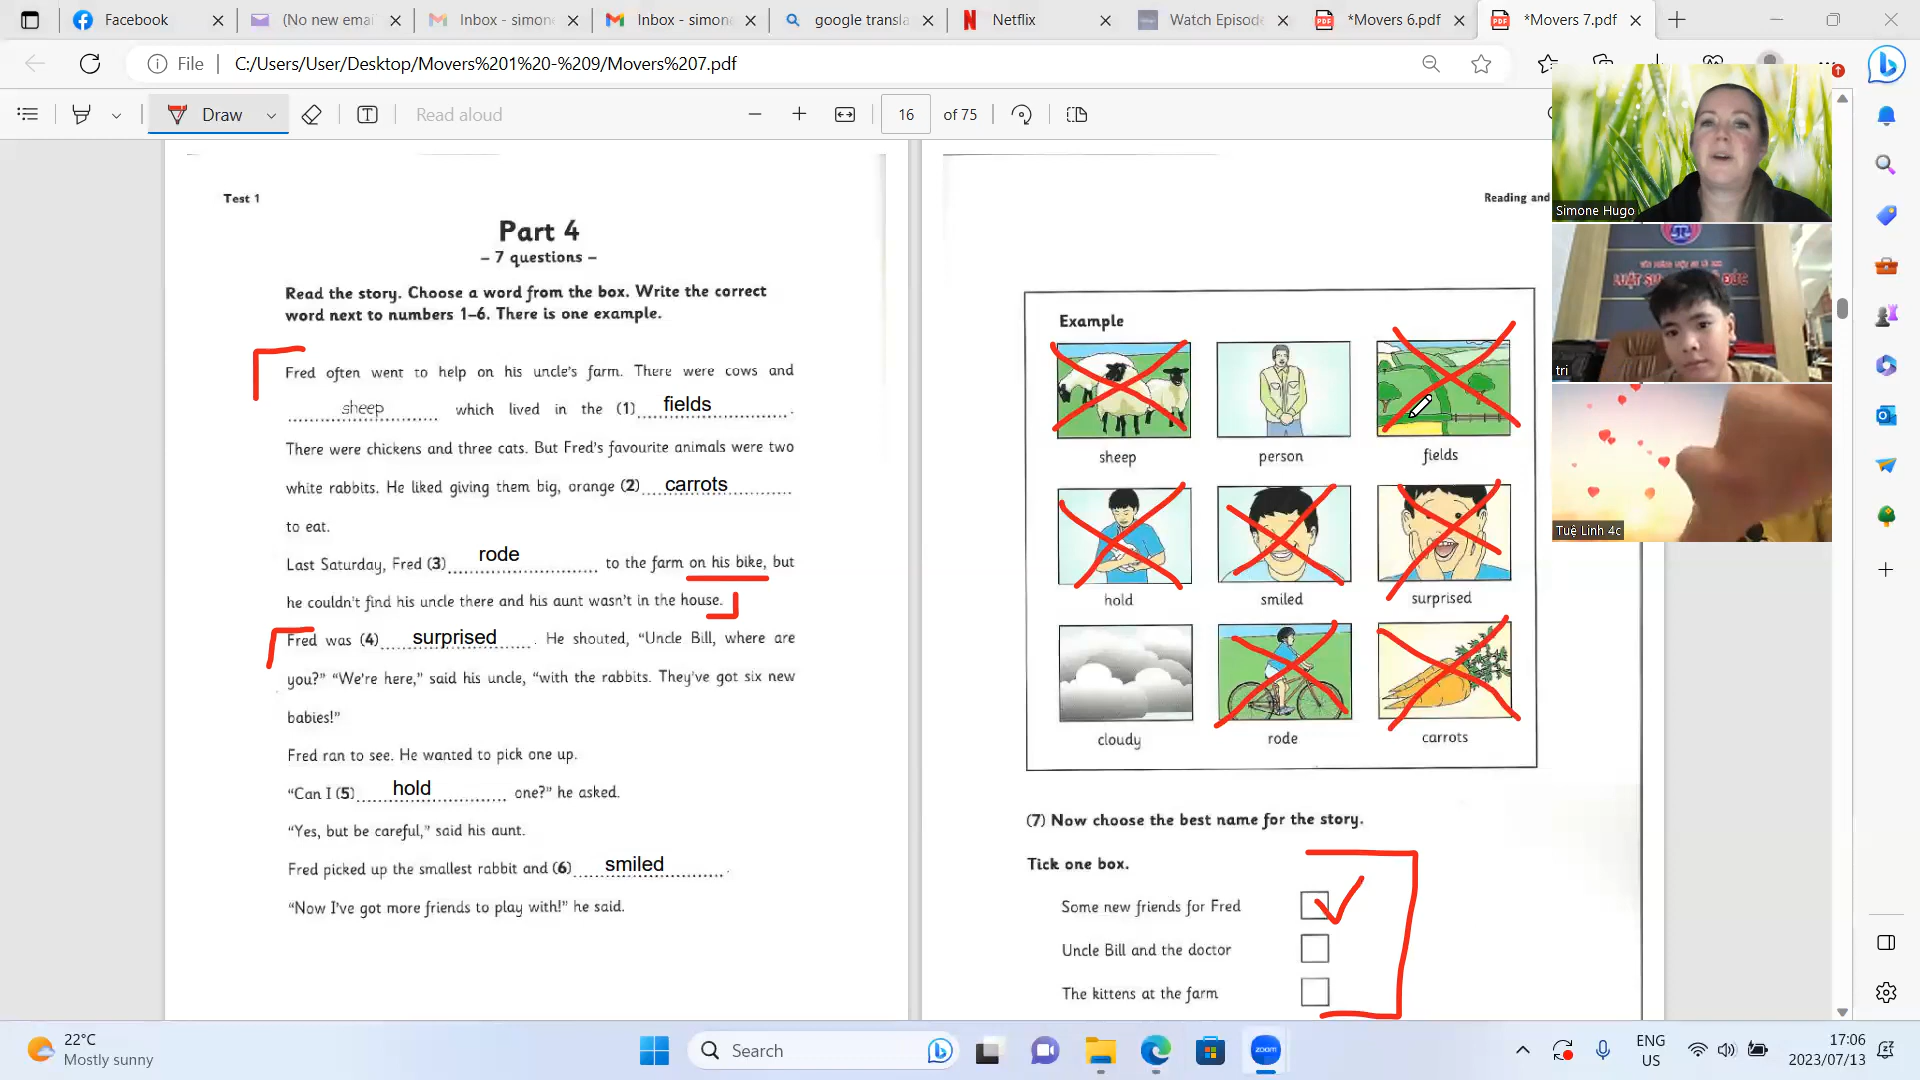 Facebook
(No new emai
Inbox - simon
Inbox - simon
google transla
Netflix
Watch Episode
*Movers 6.pdf
*Movers 7.pdf
File
C:/Users/User/Desktop/Movers%201%20-%209/Movers%207.pdf
Draw
Read aloud
16 of 75
Test 1
Part 4
– 7 questions –
Read the story. Choose a word from the box. Write the correct
word next to numbers 1–6. There is one example.
Fred often went to help on his uncle's farm. There were cows and
sheep which lived in the (1) fields .
There were chickens and three cats. But Fred's favourite animals were two
white rabbits. He liked giving them big, orange (2) carrots
to eat.
Last Saturday, Fred (3) rode to the farm on his bike, but
he couldn't find his uncle there and his aunt wasn't in the house.
Fred was (4) surprised . He shouted, “Uncle Bill, where are
you?” “We're here,” said his uncle, “with the rabbits. They've got six new
babies!”
Fred ran to see. He wanted to pick one up.
“Can I (5) hold one?” he asked.
“Yes, but be careful,” said his aunt.
Fred picked up the smallest rabbit and (6) smiled .
“Now I've got more friends to play with!” he said.
Reading and
Example
sheep
person
fields
hold
smiled
surprised
cloudy
rode
carrots
(7) Now choose the best name for the story.
Tick one box.
Some new friends for Fred
Uncle Bill and the doctor
The kittens at the farm
Simone Hugo
tri
Tuệ Linh 4c
22°C
Mostly sunny
Search
zoom
ENG
US
17:06
2023/07/13